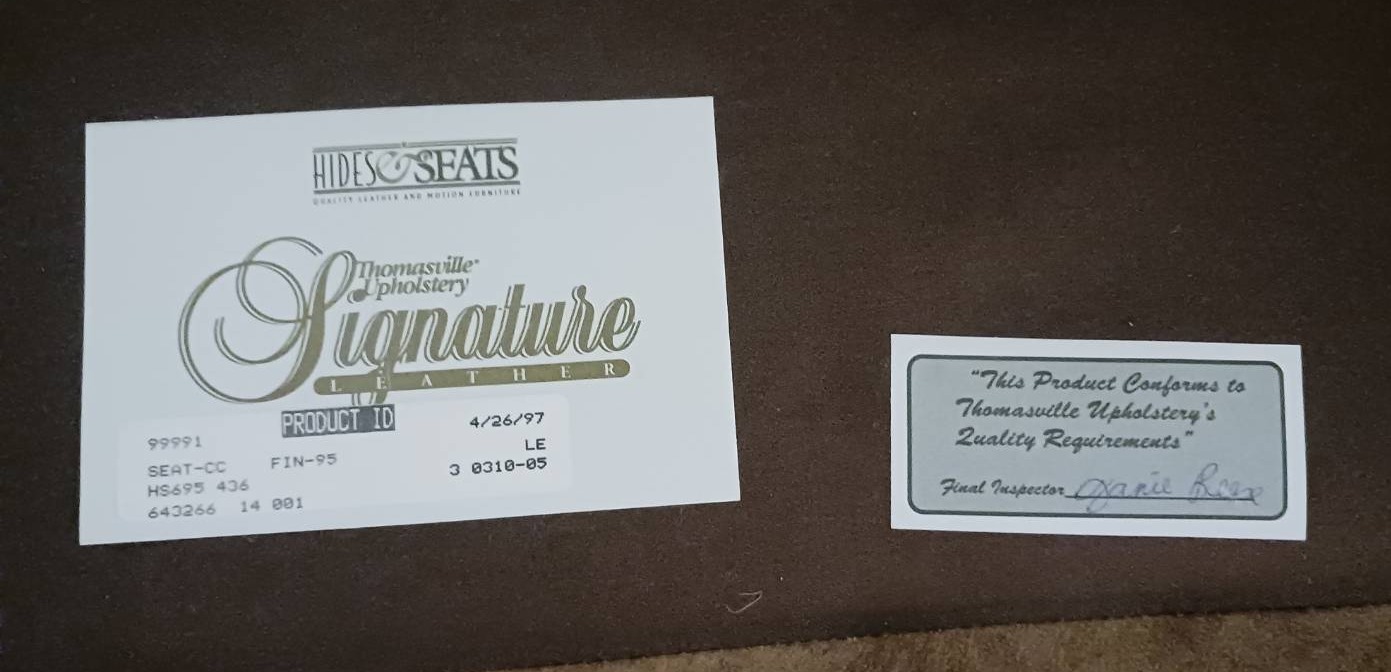 HIDES & SEATS
QUALITY LEATHER AND MOTION FURNITURE
Thomasville
Upholstery
Signature
LEATHER
PRODUCT ID
4/26/97
99991
LE
SEAT-CC FIN-95
3 0310-05
HS695 436
643266 14 001
"This Product Conforms to
Thomasville Upholstery's
Quality Requirements"
Final Inspector Janie